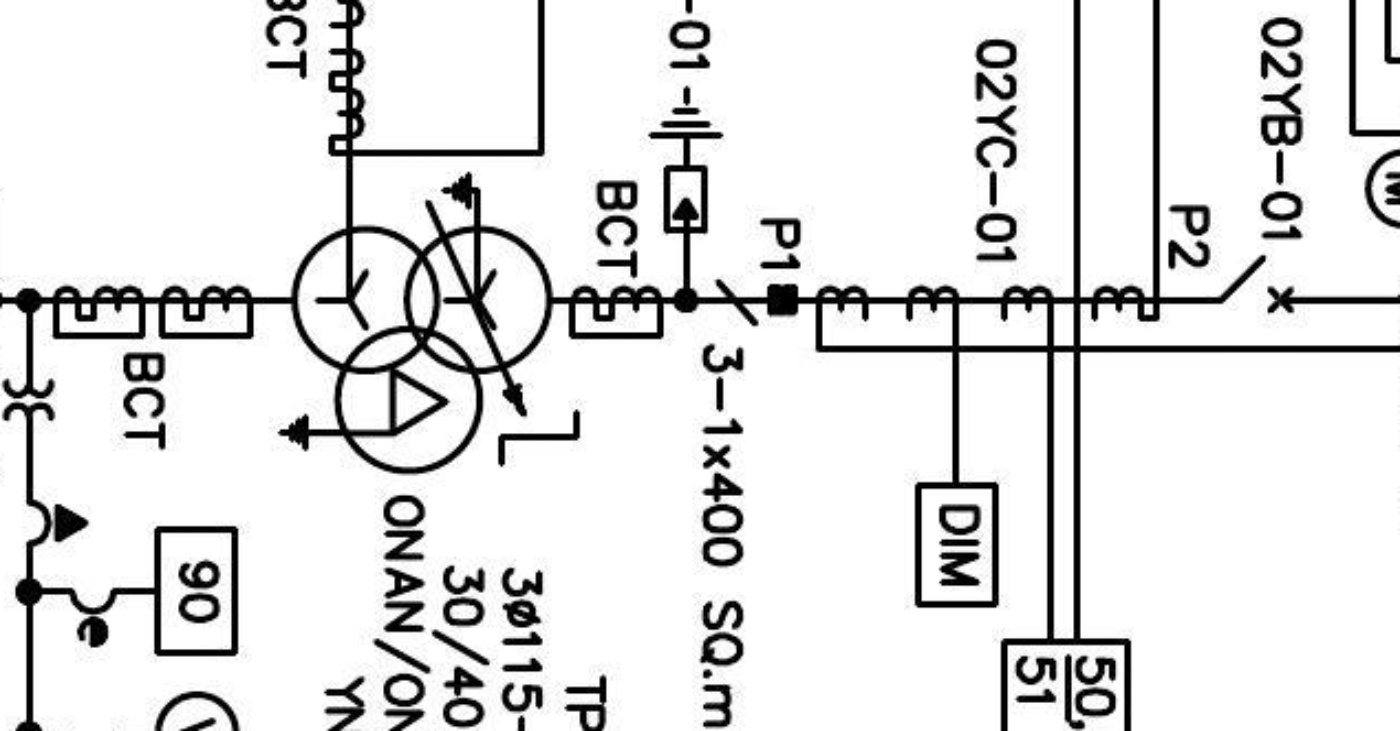 02YB-01
P2
02YC-01
P1
-01
BCT
BCT
BCT
3-1x400 SQ.m
DIM
50,
51
90
TP
3ø115-
30/40
ONAN/ON
YN
e